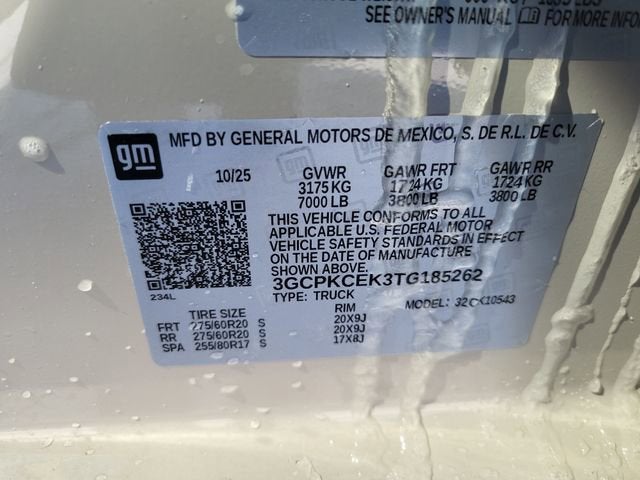 SEE OWNER'S MANUAL FOR MORE INFO
gm
MFD BY GENERAL MOTORS DE MEXICO, S. DE R.L. DE C.V.
10/25 GVWR GAWR FRT GAWR RR
3175 KG 1724 KG 1724 KG
7000 LB 3800 LB 3800 LB
THIS VEHICLE CONFORMS TO ALL
APPLICABLE U.S. FEDERAL MOTOR
VEHICLE SAFETY STANDARDS IN EFFECT
ON THE DATE OF MANUFACTURE
SHOWN ABOVE.
3GCPKCEK3TG185262
234L
TYPE: TRUCK MODEL: 32CK10543
TIRE SIZE RIM
FRT 275/60R20 S 20X9J
RR 275/60R20 S 20X9J
SPA 255/80R17 S 17X8J